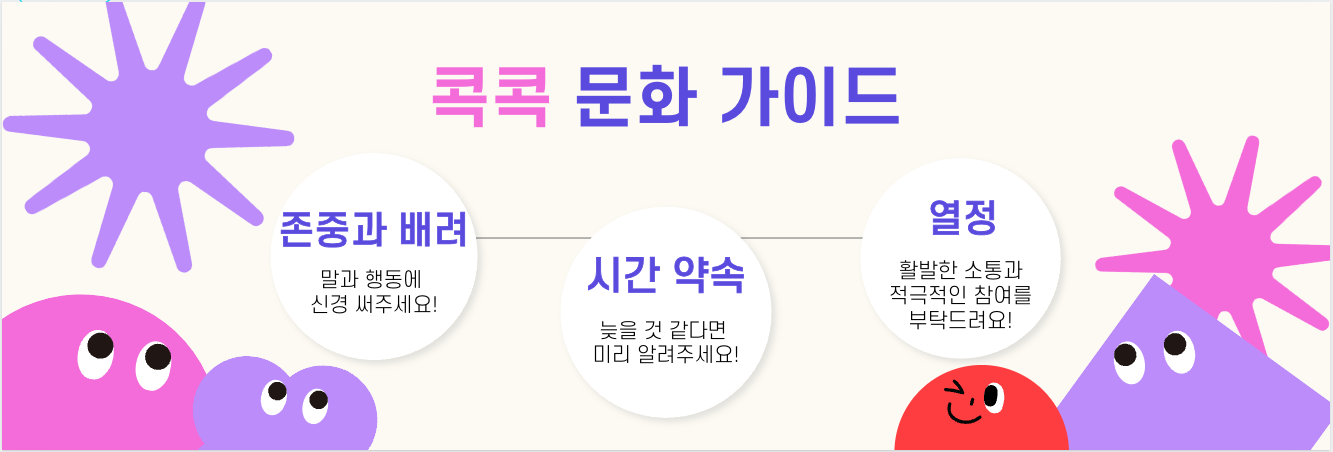 콕콕 문화 가이드
존중과 배려
말과 행동에
신경 써주세요!
시간 약속
늦을 것 같다면
미리 알려주세요!
열정
활발한 소통과
적극적인 참여를
부탁드려요!